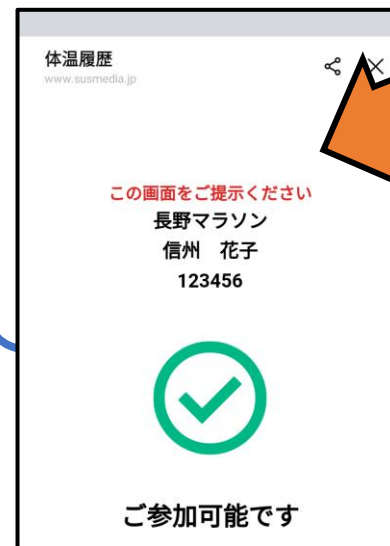 体温履歴
www.susmedia.jp
この画面をご提示ください
長野マラソン
信州　花子
123456
ご参加可能です